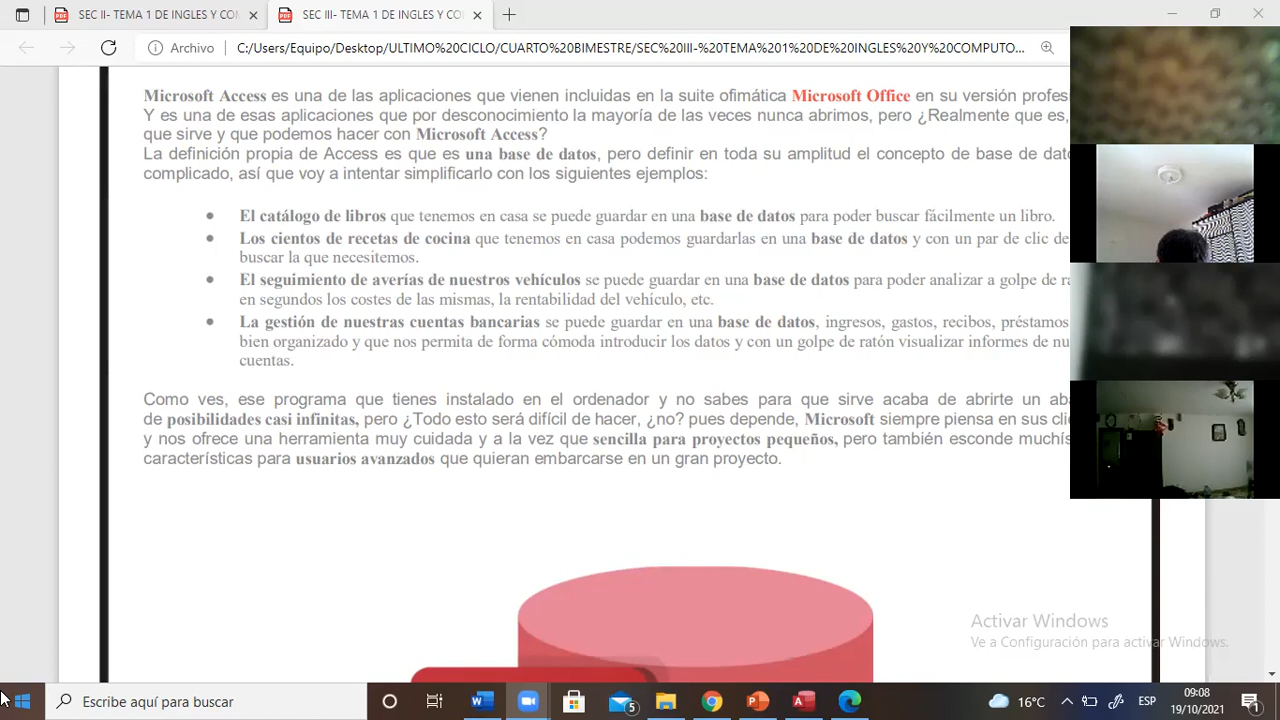 SEC II- TEMA 1 DE INGLES Y COM
SEC III- TEMA 1 DE INGLES Y COM
Archivo C:/Users/Equipo/Desktop/ULTIMO%20CICLO/CUARTO%20BIMESTRE/SEC%20III-%20TEMA%201%20DE%20INGLES%20Y%20COMPUTO...
Microsoft Access es una de las aplicaciones que vienen incluidas en la suite ofimática Microsoft Office en su versión
Y es una de esas aplicaciones que por desconocimiento la mayoría de las veces nunca abrimos, pero ¿Realmente que es,
que sirve y que podemos hacer con Microsoft Access?
La definición propia de Access es que es una base de datos, pero definir en toda su amplitud el concepto de base de
complicado, así que voy a intentar simplificarlo con los siguientes ejemplos:
• El catálogo de libros que tenemos en casa se puede guardar en una base de datos para poder buscar fácilmente un libro.
• Los cientos de recetas de cocina que tenemos en casa podemos guardarlas en una base de datos y con un par de clic
buscar la que necesitemos.
• El seguimiento de averías de nuestros vehículos se puede guardar en una base de datos para poder analizar a golpe de
en segundos los costes de las mismas, la rentabilidad del vehículo, etc.
• La gestión de nuestras cuentas bancarias se puede guardar en una base de datos, ingresos, gastos, recibos, préstamos
bien organizado y que nos permita de forma cómoda introducir los datos y con un golpe de ratón visualizar informes de
cuentas.
Como ves, ese programa que tienes instalado en el ordenador y no sabes para que sirve acaba de abrirte un
de posibilidades casi infinitas, pero ¿Todo esto será difícil de hacer, ¿no? pues depende, Microsoft siempre piensa en sus
y nos ofrece una herramienta muy cuidada y a la vez que sencilla para proyectos pequeños, pero también esconde
características para usuarios avanzados que quieran embarcarse en un gran proyecto.
Activar Windows
Ve a Configuración para activar Windows.
Escribe aquí para buscar
5
16°C
ESP
09:08
19/10/2021
1